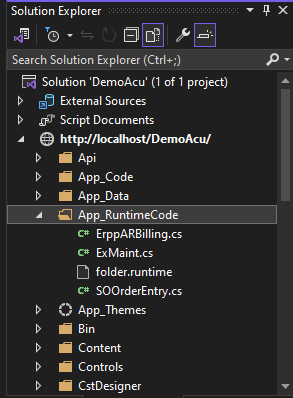 Solution Explorer
Search Solution Explorer (Ctrl+;)
Solution 'DemoAcu' (1 of 1 project)
External Sources
Script Documents
http://localhost/DemoAcu/
Api
App_Code
App_Data
App_RuntimeCode
C# ErppARBilling.cs
C# ExMaint.cs
folder.runtime
C# SOOrderEntry.cs
App_Themes
Bin
Content
Controls
CstDesigner